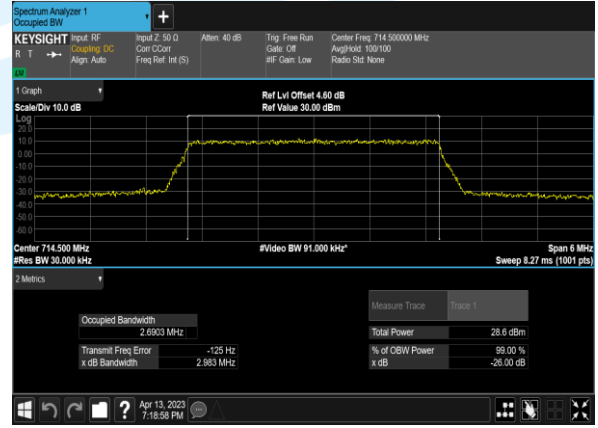 Spectrum Analyzer 1
Occupied BW
KEYSIGHT
R T
LXI
Input: RF
Coupling: DC
Align: Auto
Input Z: 50 Ω
Corr CCorr
Freq Ref: Int (S)
Atten: 40 dB
Trig: Free Run
Gate: Off
#IF Gain: Low
Center Freq: 714.500000 MHz
Avg|Hold: 100/100
Radio Std: None
1 Graph
Scale/Div 10.0 dB
Ref Lvl Offset 4.60 dB
Ref Value 30.00 dBm
Log
20.0
10.0
0.00
-10.0
-20.0
-30.0
-40.0
-50.0
-60.0
Center 714.500 MHz
#Res BW 30.000 kHz
#Video BW 91.000 kHz*
Span 6 MHz
Sweep 8.27 ms (1001 pts)
2 Metrics
Measure Trace Trace 1
Occupied Bandwidth
2.6903 MHz
Total Power 28.6 dBm
Transmit Freq Error -125 Hz
% of OBW Power 99.00 %
x dB Bandwidth 2.983 MHz
x dB -26.00 dB
?
Apr 13, 2023
7:18:58 PM